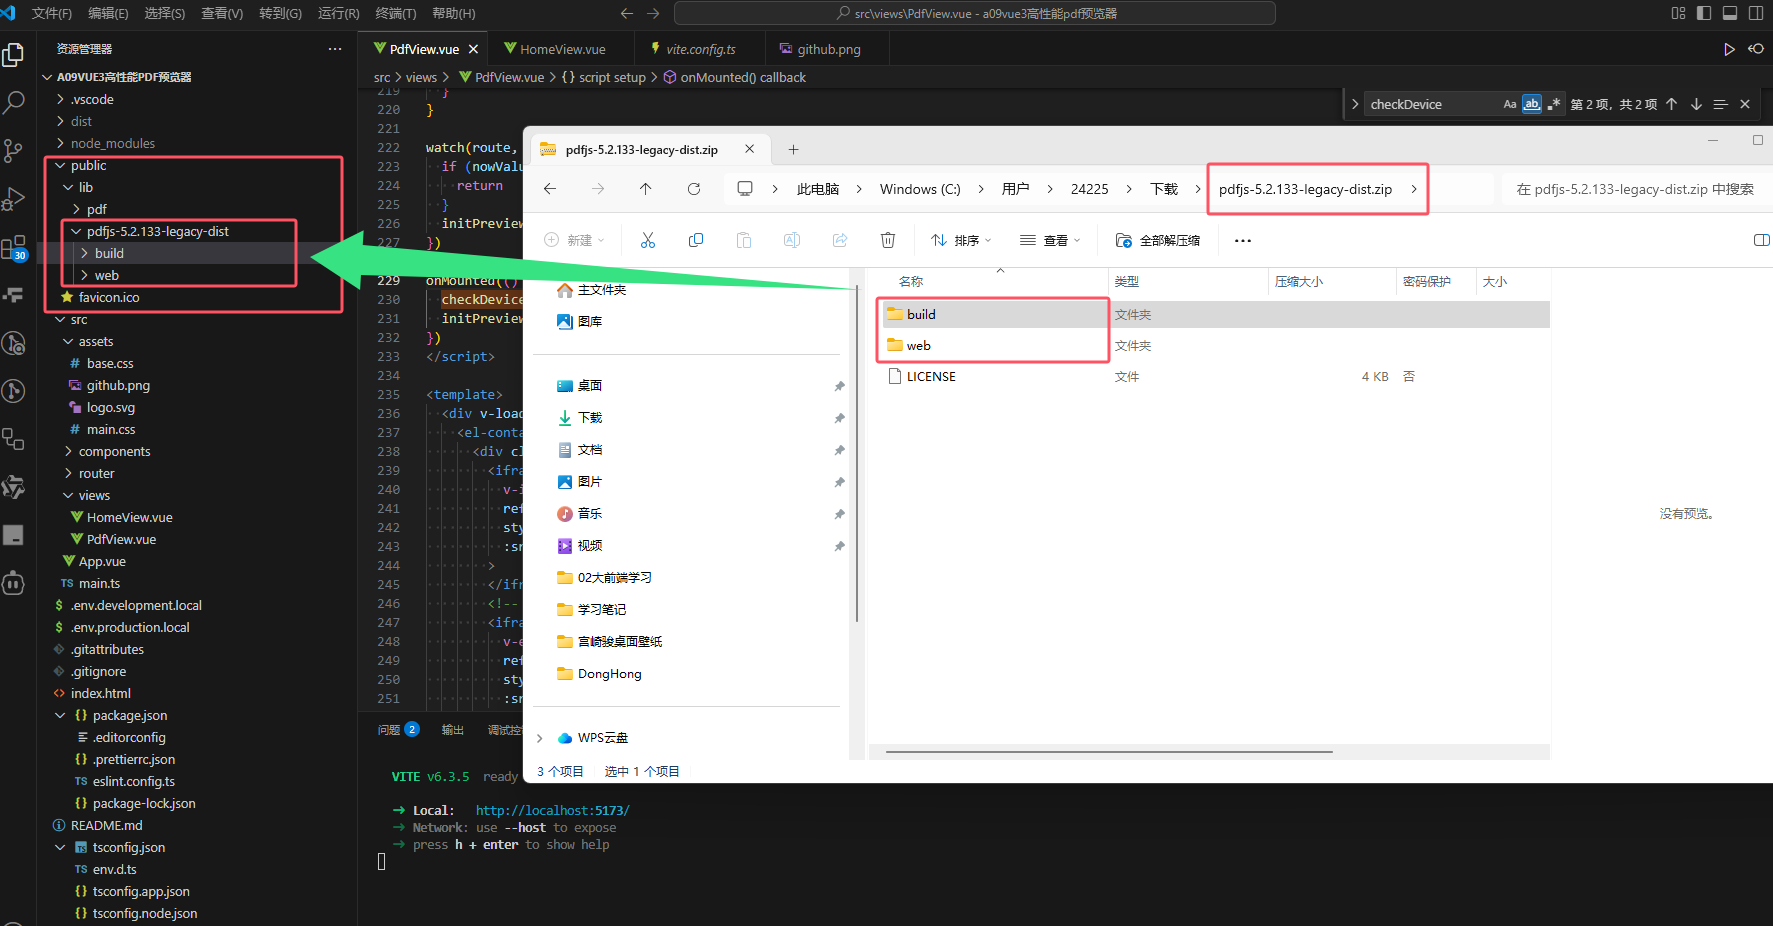 文件(F) 编辑(E) 选择(S) 查看(V) 转到(G) 运行(R) 终端(T) 帮助(H)
src\views\PdfView.vue - a09vue3高性能pdf预览器
资源管理器
A09VUE3高性能PDF预览器
.vscode
dist
node_modules
public
lib
pdf
pdfjs-5.2.133-legacy-dist
build
web
favicon.ico
src
assets
base.css
github.png
logo.svg
main.css
components
router
views
HomeView.vue
PdfView.vue
App.vue
main.ts
.env.development.local
.env.production.local
.gitattributes
.gitignore
index.html
package.json
.editorconfig
.prettierrc.json
eslint.config.ts
package-lock.json
README.md
tsconfig.json
env.d.ts
tsconfig.app.json
tsconfig.node.json
30
PdfView.vue
HomeView.vue
vite.config.ts
github.png
src > views > PdfView.vue > {} script setup > onMounted() callback
checkDevice
Aa ab
第 2 项, 共 2 项
219 }
220 }
221
222 watch(route,
223 if (nowValu
224 return
225 }
226 initPreview
227 })
229 onMounted(()
230 checkDevice
231 initPreview
232 })
233 </script>
234
235 <template>
236 <div v-load
237 <el-conta
238 <div cl
239 <ifra
240 v-i
241 ref
242 sty
243 :sr
244 >
245 </ifr
246 <!--
247 <ifra
248 v-e
249 ref
250 sty
251 :sr
问题 2 输出 调试控
VITE v6.3.5 ready
➜ Local: http://localhost:5173/
➜ Network: use --host to expose
➜ press h + enter to show help
pdfjs-5.2.133-legacy-dist.zip
此电脑 > Windows (C:) > 用户 > 24225 > 下载 > pdfjs-5.2.133-legacy-dist.zip >
在 pdfjs-5.2.133-legacy-dist.zip 中搜索
新建
排序
查看
全部解压缩
主文件夹
图库
桌面
下载
文档
图片
音乐
视频
02大前端学习
学习笔记
宫崎骏桌面壁纸
DongHong
WPS云盘
名称 类型 压缩大小 密码保护 大小
build 文件夹
web 文件夹
LICENSE 文件 4 KB 否
没有预览。
3 个项目 选中 1 个项目